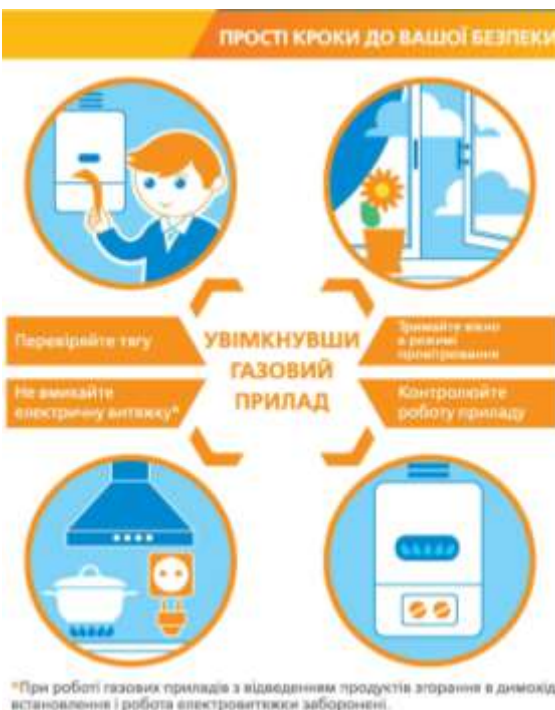 ПРОСТІ КРОКИ ДО ВАШОЇ БЕЗПЕКИ
Перевіряйте тягу
Не вмикайте
електричну витяжку*
УВІМКНУВШИ
ГАЗОВИЙ
ПРИЛАД
Тримайте вікно
в режимі
провітрювання
Контролюйте
роботу приладу
*При роботі газових приладів з відведенням продуктів згорання в димохід
встановлення і робота електровитяжки заборонені.